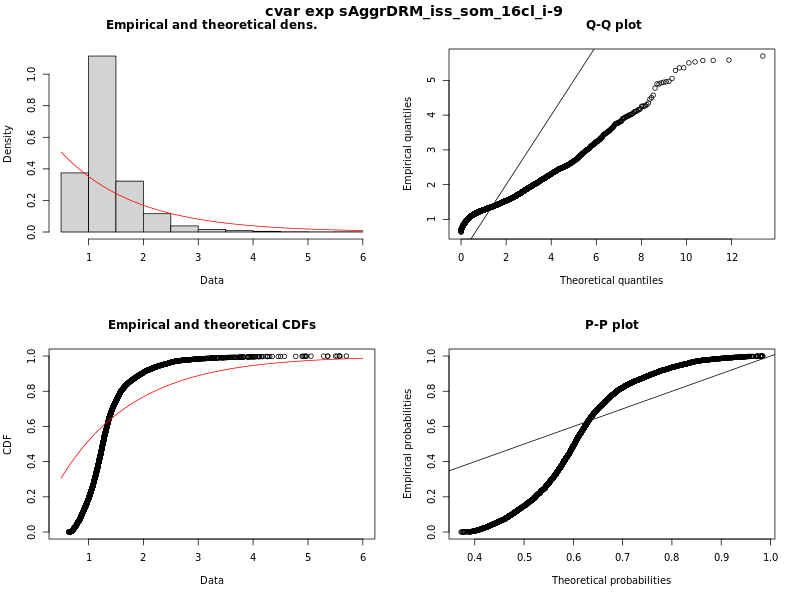 cvar exp sAggrDRM_iss_som_16cl_i-9
Empirical and theoretical dens.
Density
0.0 0.2 0.4 0.6 0.8 1.0
1 2 3 4 5 6
Data
Q-Q plot
Empirical quantiles
1 2 3 4 5
0 2 4 6 8 10 12
Theoretical quantiles
Empirical and theoretical CDFs
CDF
0.0 0.2 0.4 0.6 0.8 1.0
1 2 3 4 5 6
Data
P-P plot
Empirical probabilities
0.0 0.2 0.4 0.6 0.8 1.0
0.4 0.5 0.6 0.7 0.8 0.9 1.0
Theoretical probabilities